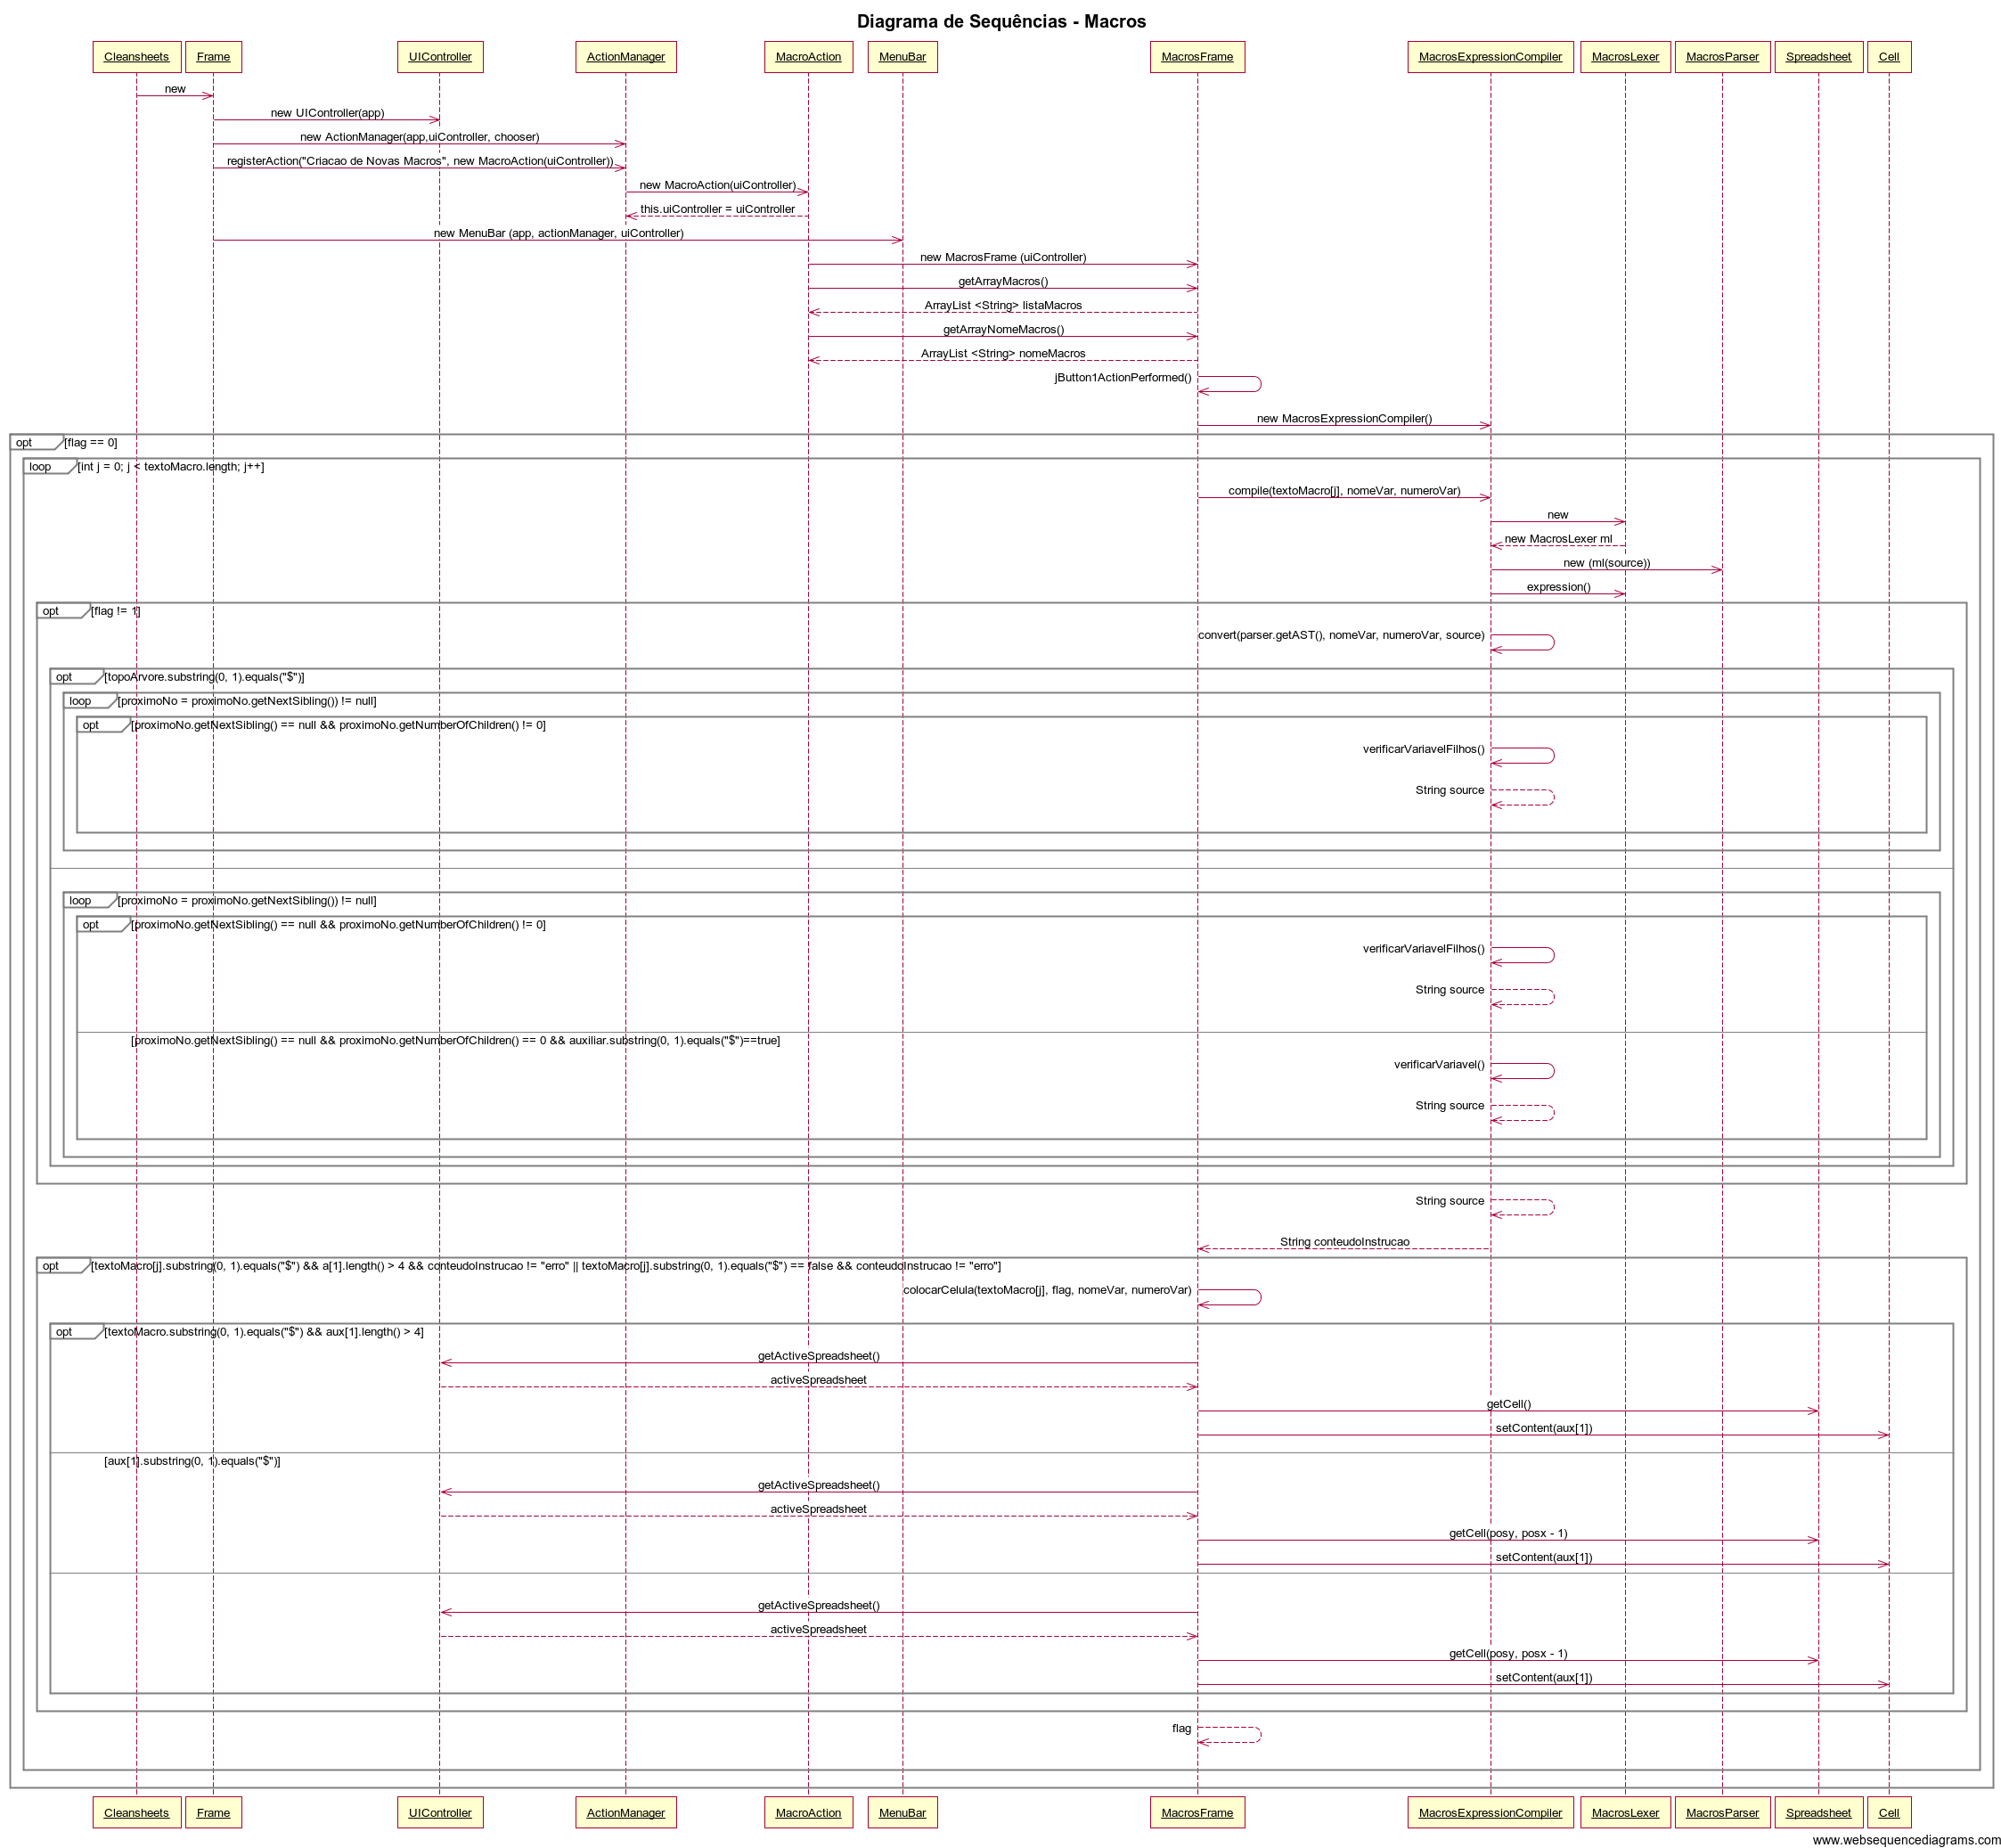 Diagrama de Sequências - Macros
Cleansheets Frame UIController ActionManager MacroAction MenuBar MacrosFrame MacrosExpressionCompiler MacrosLexer MacrosParser Spreadsheet Cell
new
new UIController(app)
new ActionManager(app,uiController, chooser)
registerAction("Criacao de Novas Macros", new MacroAction(uiController))
new MacroAction(uiController)
this.uiController = uiController
new MenuBar (app, actionManager, uiController)
new MacrosFrame (uiController)
getArrayMacros()
ArrayList <String> listaMacros
getArrayNomeMacros()
ArrayList <String> nomeMacros
jButton1ActionPerformed()
new MacrosExpressionCompiler()
opt [flag == 0]
loop [int j = 0; j < textoMacro.length; j++]
compile(textoMacro[j], nomeVar, numeroVar)
new
new MacrosLexer ml
new (ml(source))
expression()
opt [flag != 1]
convert(parser.getAST(), nomeVar, numeroVar, source)
opt [topoArvore.substring(0, 1).equals("$")]
loop [proximoNo = proximoNo.getNextSibling()) != null]
opt [proximoNo.getNextSibling() == null && proximoNo.getNumberOfChildren() != 0]
verificarVariavelFilhos()
String source
loop [proximoNo = proximoNo.getNextSibling()) != null]
opt [proximoNo.getNextSibling() == null && proximoNo.getNumberOfChildren() != 0]
verificarVariavelFilhos()
String source
[proximoNo.getNextSibling() == null && proximoNo.getNumberOfChildren() == 0 && auxiliar.substring(0, 1).equals("$")==true]
verificarVariavel()
String source
String source
String conteudoInstrucao
opt [textoMacro[j].substring(0, 1).equals("$") && a[1].length() > 4 && conteudoInstrucao != "erro" || textoMacro[j].substring(0, 1).equals("$") == false && conteudoInstrucao != "erro"]
colocarCelula(textoMacro[j], flag, nomeVar, numeroVar)
opt [textoMacro.substring(0, 1).equals("$") && aux[1].length() > 4]
getActiveSpreadsheet()
activeSpreadsheet
getCell()
setContent(aux[1])
[aux[1].substring(0, 1).equals("$")]
getActiveSpreadsheet()
activeSpreadsheet
getCell(posy, posx - 1)
setContent(aux[1])
getActiveSpreadsheet()
activeSpreadsheet
getCell(posy, posx - 1)
setContent(aux[1])
flag
Cleansheets Frame UIController ActionManager MacroAction MenuBar MacrosFrame MacrosExpressionCompiler MacrosLexer MacrosParser Spreadsheet Cell
www.websequencediagrams.com